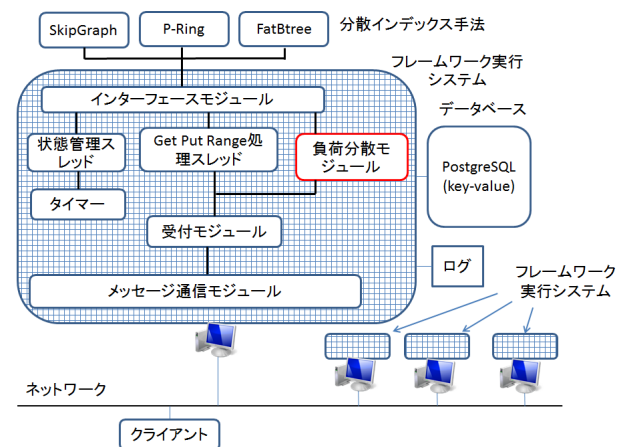 SkipGraph
P-Ring
FatBtree
分散インデックス手法
フレームワーク実行
システム
インターフェースモジュール
データベース
状態管理ス
レッド
Get Put Range処
理スレッド
負荷分散モ
ジュール
PostgreSQL
(key-value)
タイマー
受付モジュール
ログ
フレームワーク
実行システム
メッセージ通信モジュール
ネットワーク
クライアント